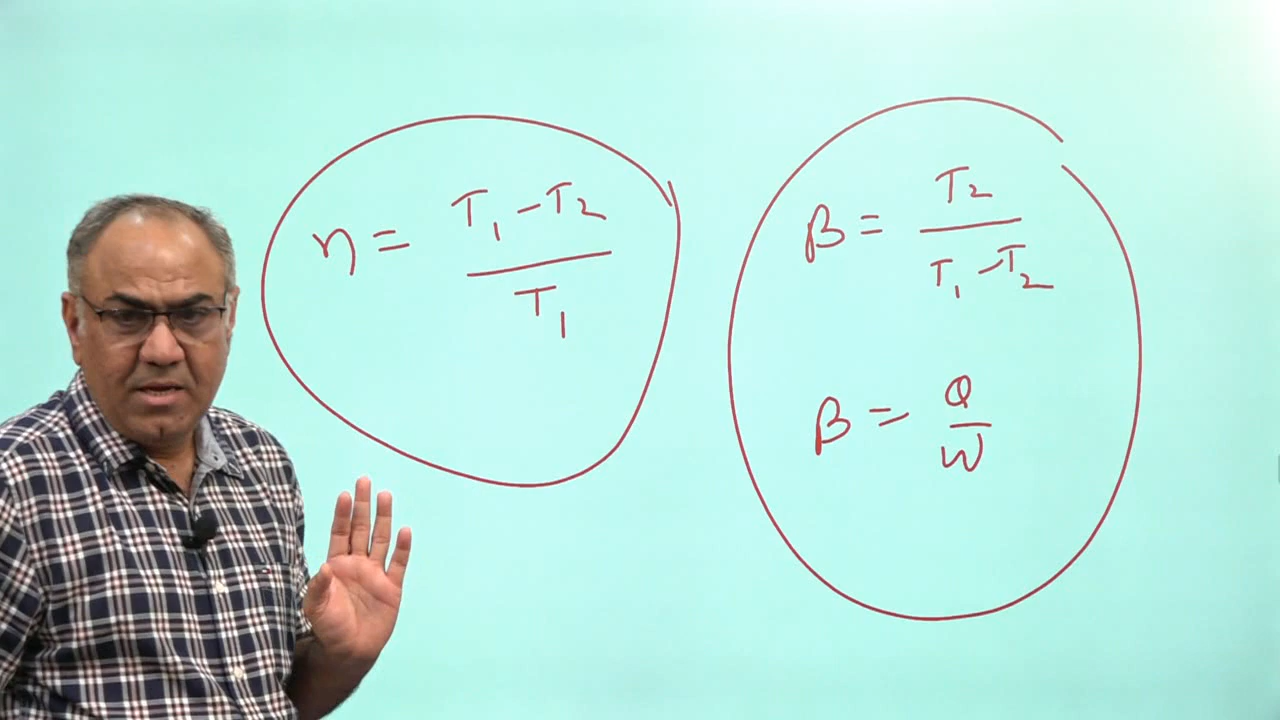 η = T₁ - T₂ / T₁
β = T₂ / T₁ - T₂
β = Q / W